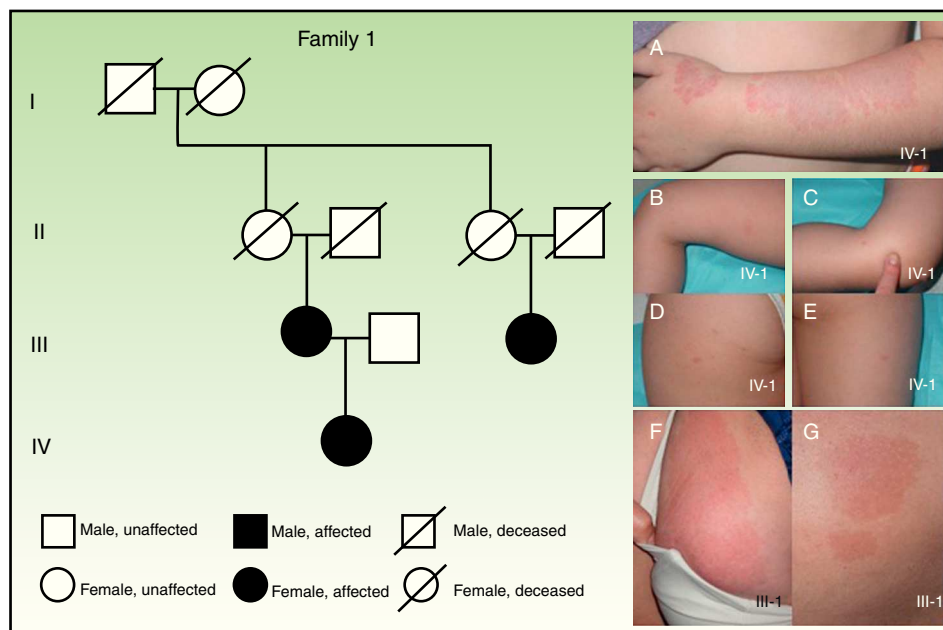 Family 1
I
II
III
IV
Male, unaffected
Male, affected
Male, deceased
Female, unaffected
Female, affected
Female, deceased
A
IV-1
B
IV-1
C
IV-1
D
IV-1
E
IV-1
F
III-1
G
III-1